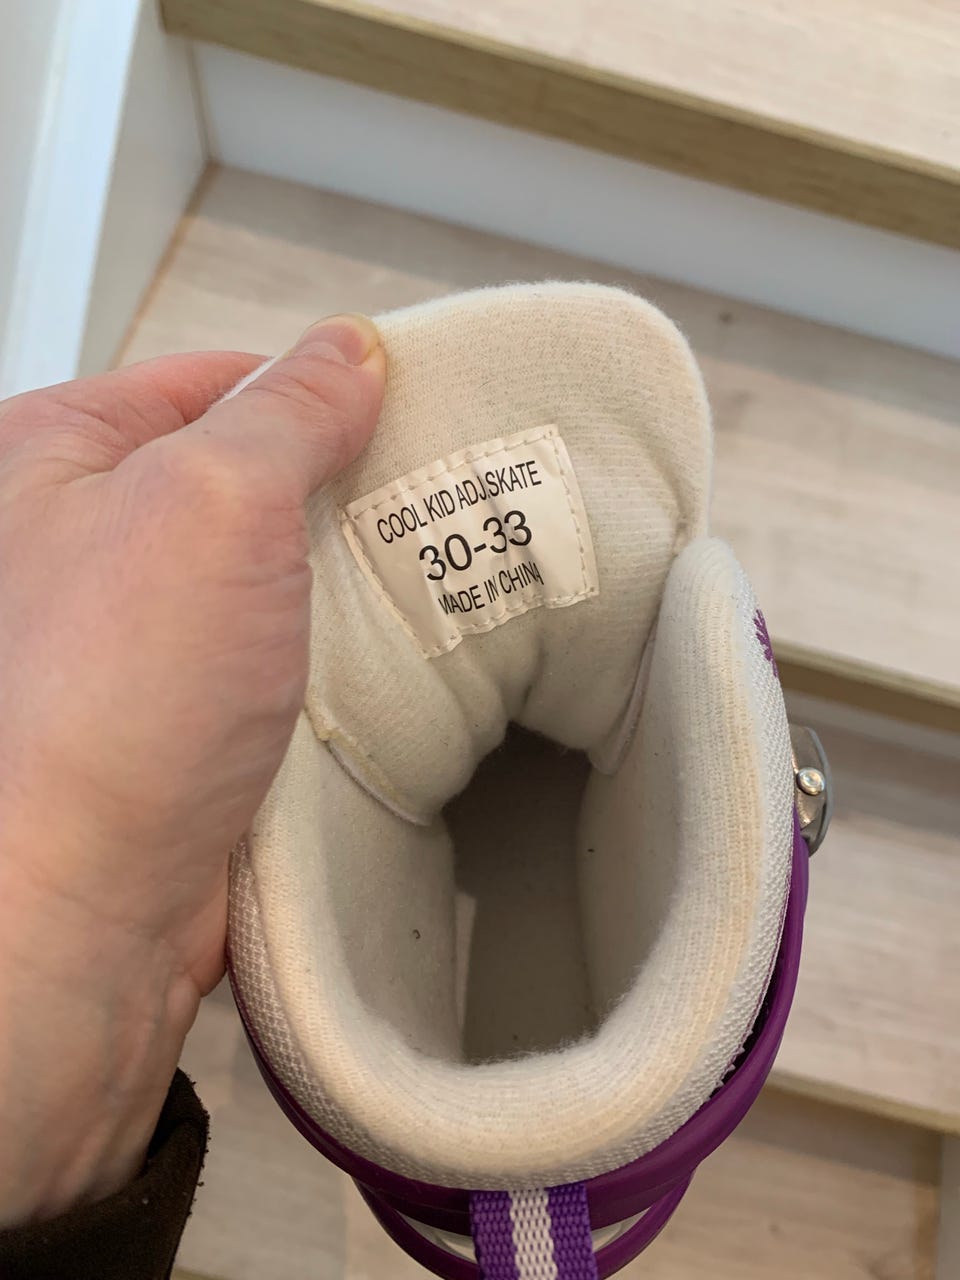 COOL KID ADJ.SKATE
30-33
MADE IN CHINA